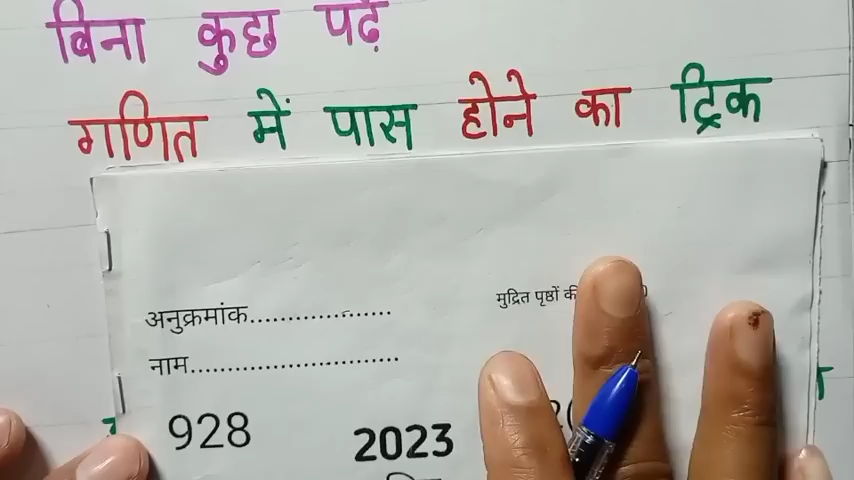 बिना कुछ पढ़ें
गणित में पास होने का ट्रिक
अनुक्रमांक.....................
मुद्रित पृष्ठों
नाम...............................
928
2023